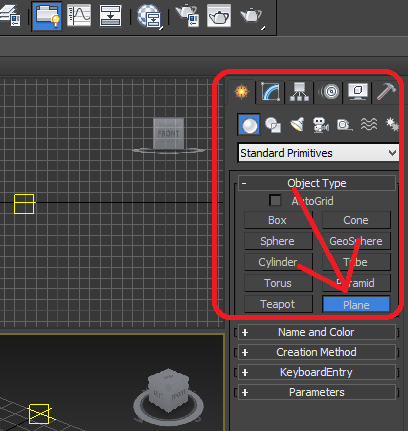 FRONT
Standard Primitives
- Object Type
AutoGrid
Box Cone
Sphere GeoSphere
Cylinder Tube
Torus Pyramid
Teapot Plane
+ Name and Color
+ Creation Method
+ KeyboardEntry
+ Parameters